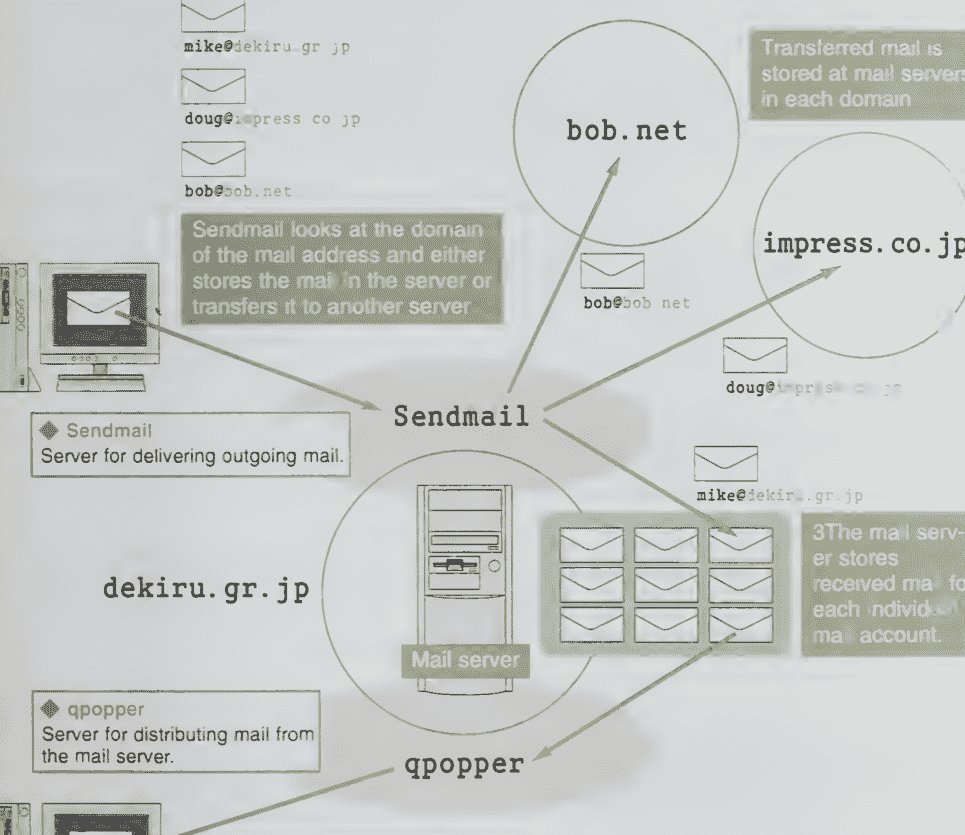 mike@dekiru.gr.jp
doug@impress.co.jp
bob@bob.net
Sendmail looks at the domain
of the mail address and either
stores the mail in the server or
transfers it to another server
bob.net
Transferred mail is
stored at mail servers
in each domain
impress.co.jp
bob@bob.net
doug@impress.co.jp
Sendmail
◆ Sendmail
Server for delivering outgoing mail.
mike@dekiru.gr.jp
3The mail serv-
er stores
received mail
each individual
mail account.
dekiru.gr.jp
Mail server
◆ qpopper
Server for distributing mail from
the mail server.
qpopper